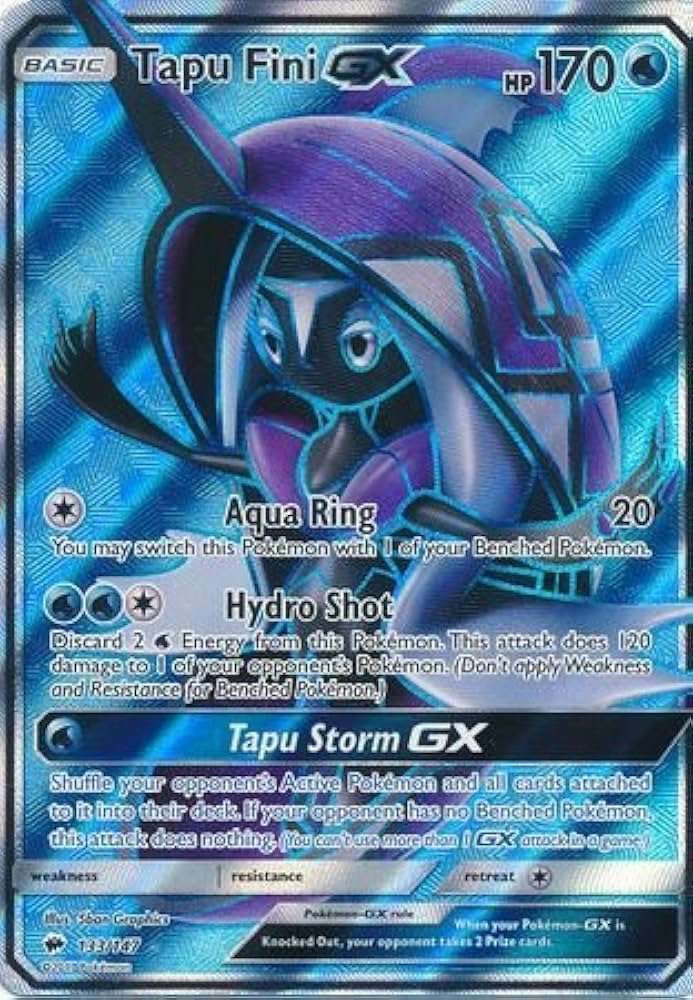 BASIC Tapu Fini GX HP 170
Aqua Ring 20
You may switch this Pokémon with 1 of your Benched Pokémon.
Hydro Shot
Discard 2 Energy from this Pokémon. This attack does 120
damage to 1 of your opponent's Pokémon. (Don't apply Weakness
and Resistance for Benched Pokémon.)
Tapu Storm GX
Shuffle your opponent's Active Pokémon and all cards attached
to it into their deck. If your opponent has no Benched Pokémon,
this attack does nothing. (You can't use more than 1 GX attack in a game.)
weakness resistance retreat
Illus. 5ban Graphics
Pokémon-GX rule
When your Pokémon-GX is
Knocked Out, your opponent takes 2 Prize cards.
133/147
Pokémon